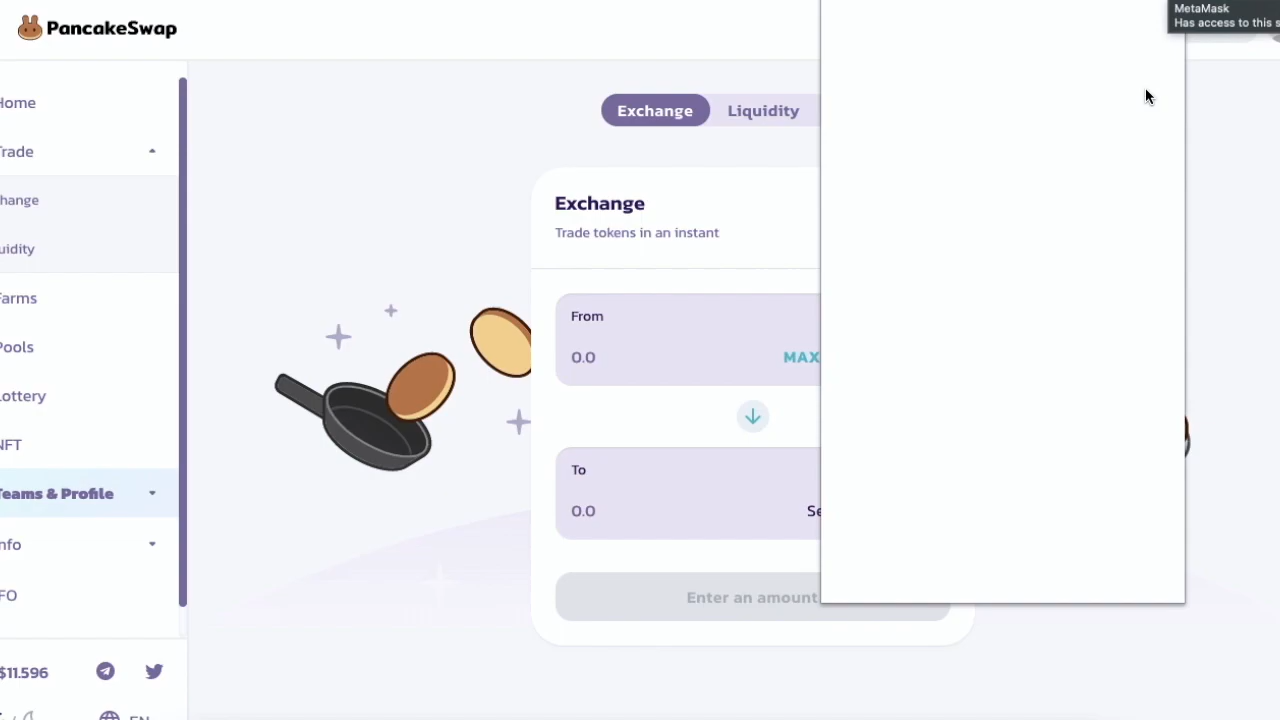 PancakeSwap
MetaMask
Has access to this s
Home
Trade
hange
uidity
Farms
Pools
Lottery
NFT
Teams & Profile
nfo
FO
$11.596
EN
Exchange
Liquidity
Exchange
Trade tokens in an instant
From
0.0
MAX
To
0.0
Se
Enter an amount